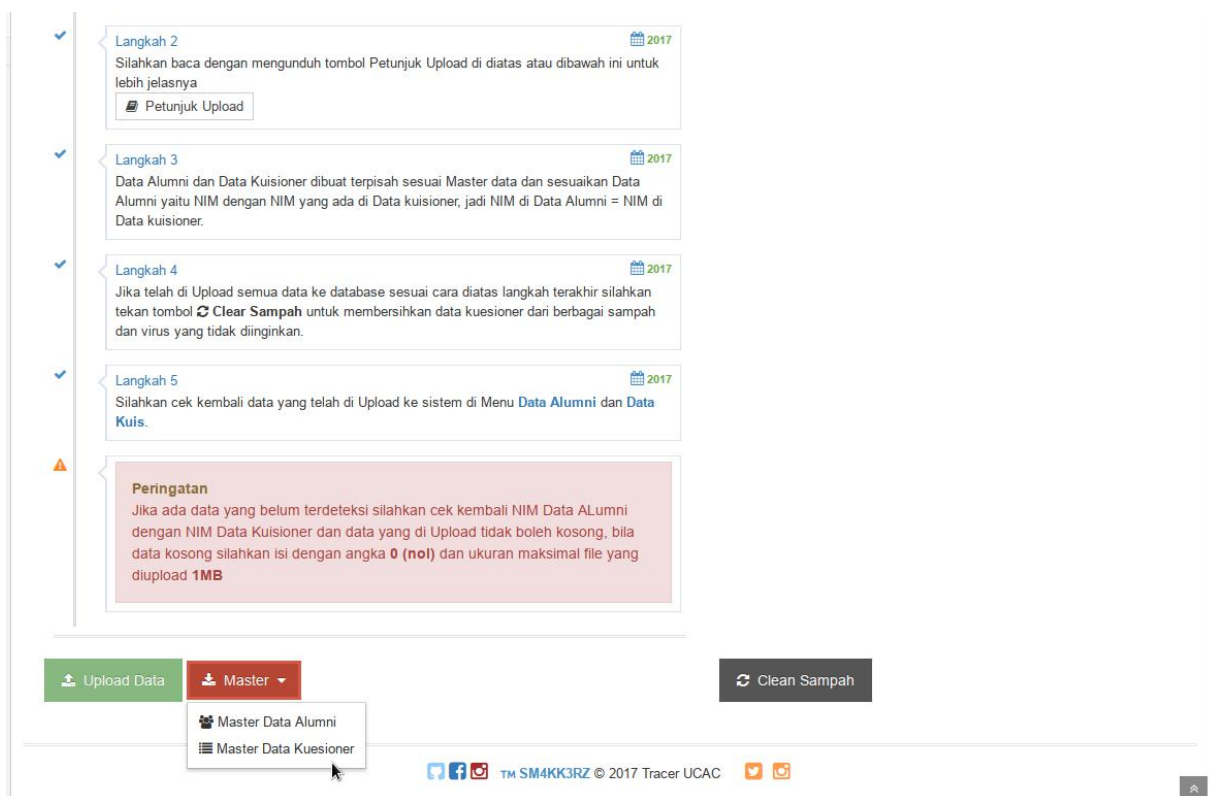 Langkah 2
2017
Silahkan baca dengan mengunduh tombol Petunjuk Upload di diatas atau dibawah ini untuk
lebih jelasnya
Petunjuk Upload
Langkah 3
2017
Data Alumni dan Data Kuisioner dibuat terpisah sesuai Master data dan sesuaikan Data
Alumni yaitu NIM dengan NIM yang ada di Data kuisioner, jadi NIM di Data Alumni = NIM di
Data kuisioner.
Langkah 4
2017
Jika telah di Upload semua data ke database sesuai cara diatas langkah terakhir silahkan
tekan tombol Clear Sampah untuk membersihkan data kuesioner dari berbagai sampah
dan virus yang tidak diinginkan.
Langkah 5
2017
Silahkan cek kembali data yang telah di Upload ke sistem di Menu Data Alumni dan Data
Kuis.
Peringatan
Jika ada data yang belum terdeteksi silahkan cek kembali NIM Data ALumni
dengan NIM Data Kuisioner dan data yang di Upload tidak boleh kosong, bila
data kosong silahkan isi dengan angka 0 (nol) dan ukuran maksimal file yang
diupload 1MB
Upload Data
Master
Clean Sampah
Master Data Alumni
Master Data Kuesioner
TM SM4KK3RZ © 2017 Tracer UCAC